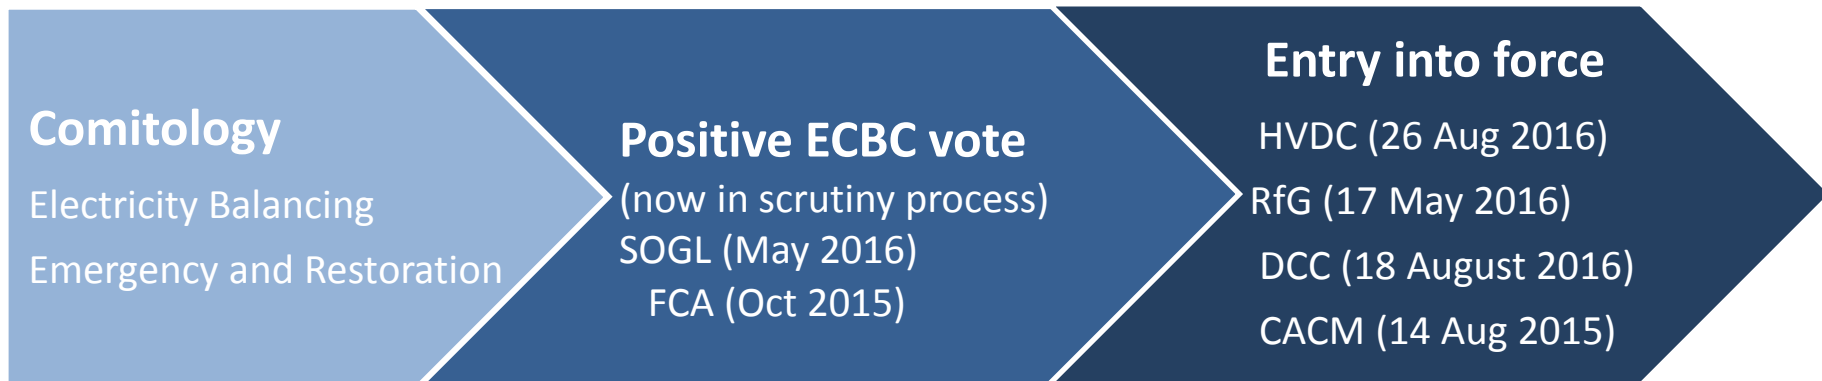 Comitology
Electricity Balancing
Emergency and Restoration
Positive ECBC vote
(now in scrutiny process)
SOGL (May 2016)
FCA (Oct 2015)
Entry into force
HVDC (26 Aug 2016)
RfG (17 May 2016)
DCC (18 August 2016)
CACM (14 Aug 2015)